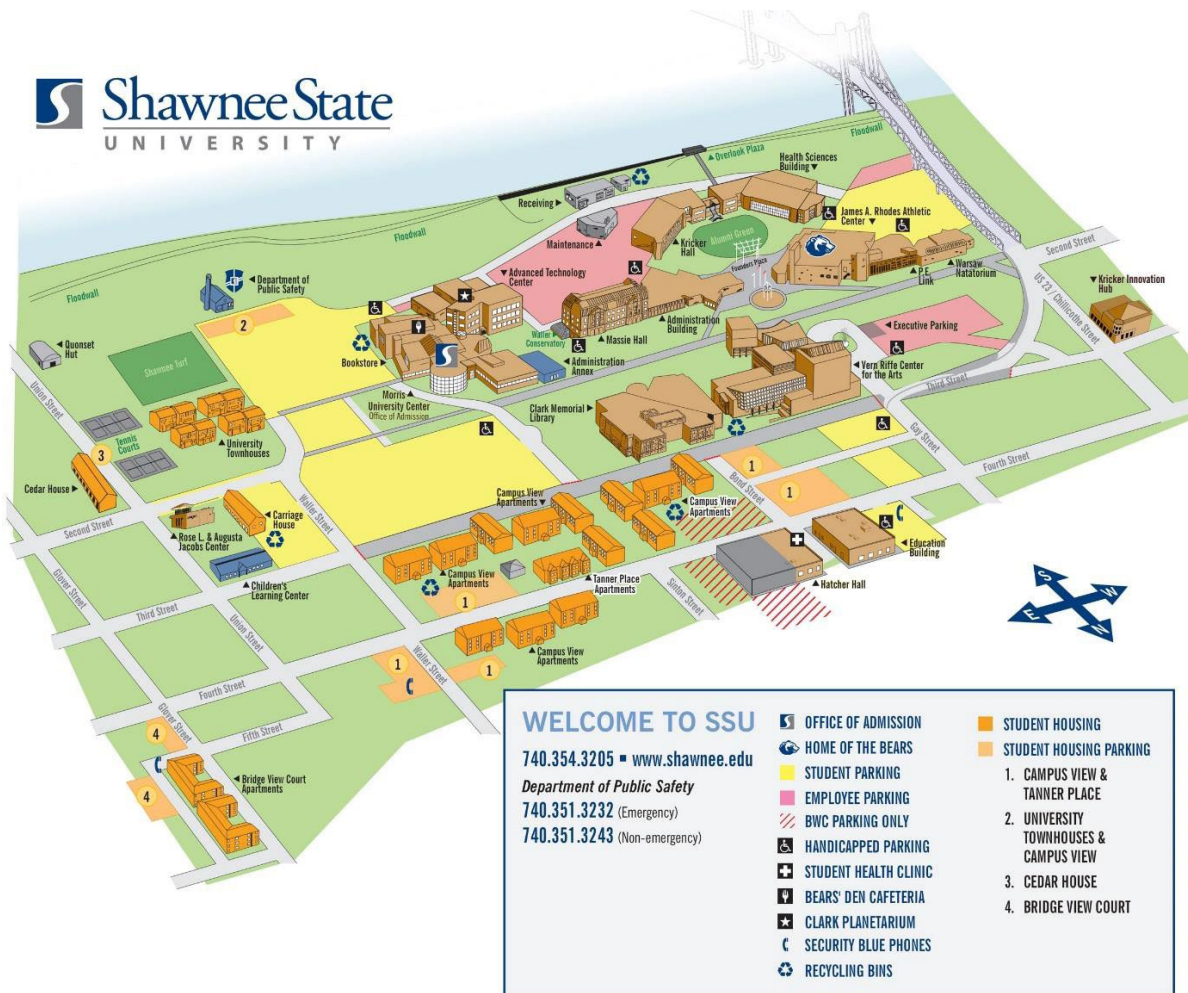 Shawnee State
UNIVERSITY
Floodwall
Overlook Plaza
Health Sciences
Building
Receiving
James A. Rhodes Athletic
Center
Floodwall
Maintenance
Kricker
Hall
Alumni Green
Second Street
Founders Plaza
Warsaw
Natatorium
P.E.
Link
Kricker Innovation
Hub
US 23 / Chillicothe Street
Floodwall
Department of
Public Safety
Advanced Technology
Center
2
Administration
Building
Massie Hall
Watter Conservatory
Executive Parking
Quonset
Hut
Shawnee Turf
Bookstore
Administration
Annex
Vern Riffe Center
for the Arts
Third Street
Union Street
Morris
University Center
Office of Admission
Clark Memorial
Library
Tennis
Courts
University
Townhouses
3
Gay Street
Fourth Street
Cedar House
1
Bond Street
1
Campus View
Apartments
Campus View
Apartments
Second Street
Carriage
House
Waller Street
Rose L. & Augusta
Jacobs Center
Education
Building
Children's
Learning Center
Campus View
Apartments
Tanner Place
Apartments
Hatcher Hall
Glover Street
1
Sinton Street
S
W
E
N
Third Street
Union Street
Campus View
Apartments
1
1
Waller Street
Fourth Street
Glover Street
Fifth Street
4
Bridge View Court
Apartments
4
WELCOME TO SSU
740.354.3205 ■ www.shawnee.edu
Department of Public Safety
740.351.3232 (Emergency)
740.351.3243 (Non-emergency)
OFFICE OF ADMISSION
HOME OF THE BEARS
STUDENT PARKING
EMPLOYEE PARKING
BWC PARKING ONLY
HANDICAPPED PARKING
STUDENT HEALTH CLINIC
BEARS' DEN CAFETERIA
CLARK PLANETARIUM
SECURITY BLUE PHONES
RECYCLING BINS
STUDENT HOUSING
STUDENT HOUSING PARKING
1. CAMPUS VIEW &
TANNER PLACE
2. UNIVERSITY
TOWNHOUSES &
CAMPUS VIEW
3. CEDAR HOUSE
4. BRIDGE VIEW COURT